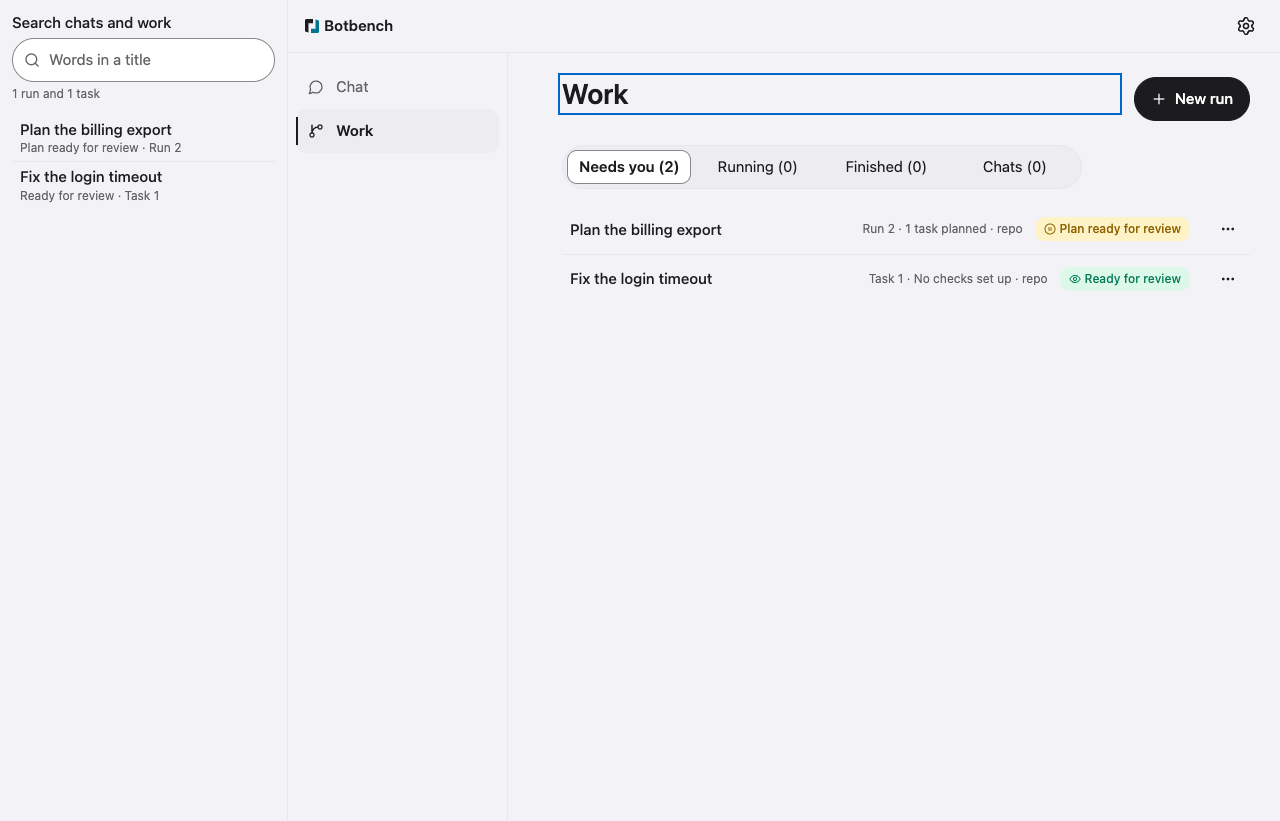 Search chats and work
Words in a title
1 run and 1 task
Plan the billing export
Plan ready for review · Run 2
Fix the login timeout
Ready for review · Task 1
Botbench
Chat
Work
Work
New run
Needs you (2)
Running (0)
Finished (0)
Chats (0)
Plan the billing export
Run 2 · 1 task planned · repo
Plan ready for review
Fix the login timeout
Task 1 · No checks set up · repo
Ready for review